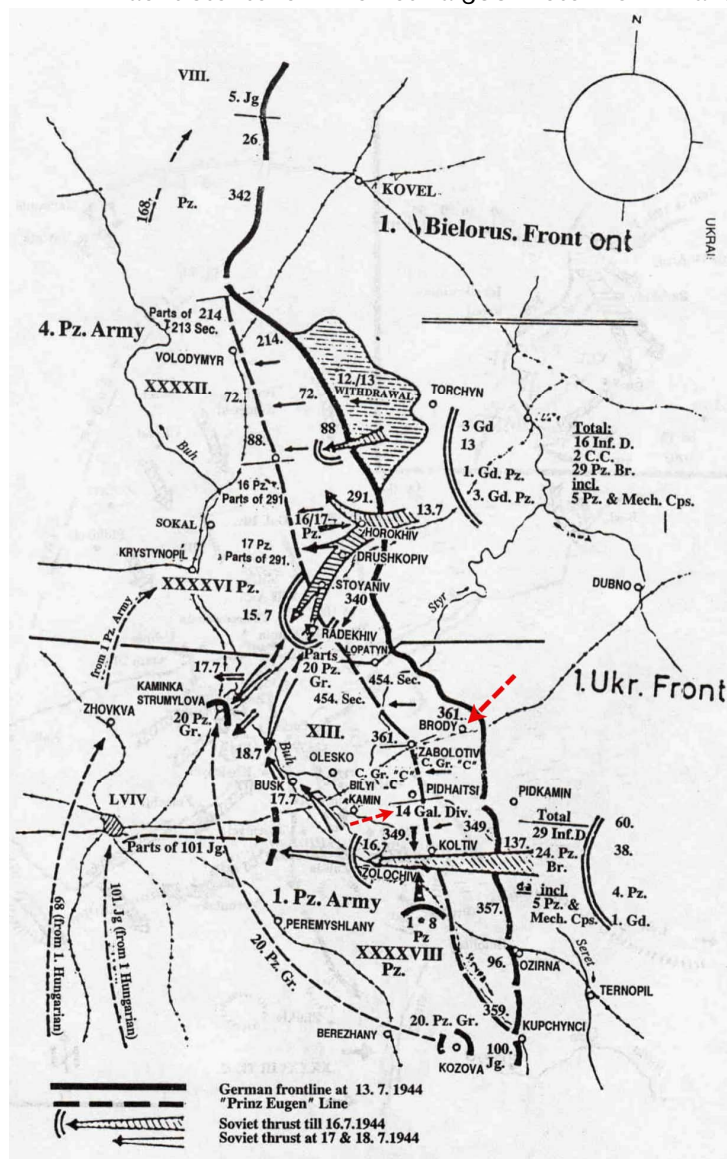 N
VIII.
5. Jg
26
342
Pz.
168.
KOVEL
1. Bielorus. Front ont
UKRAI
4. Pz. Army
Parts of 214
213 Sec.
VOLODYMYR
214.
XXXXII.
72.
72.
12./13
WITHDRAWAL
TORCHYN
88
88.
Buh
3 Gd
13
1. Gd. Pz.
3. Gd. Pz.
Total:
16 Inf. D.
2 C.C.
29 Pz. Br.
incl.
5 Pz. & Mech. Cps.
16 Pz.
Parts of 291
291.
13.7
16/17
Pz.
HOROKHIV
SOKAL
17 Pz.
Parts of 291.
DRUSHKOPIV
KRYSTYNOPIL
XXXXVI Pz.
STOYANIV
340
DUBNO
Styr
from 1 Pz. Army
15.7
RADEKHIV
LOPATYN
Parts
20 Pz.
Gr.
454. Sec.
454. Sec.
17.7
KAMINKA
STRUMYLOVA
20 Pz.
Gr.
ZHOVKVA
1.Ukr. Front
361.
BRODY
XIII.
361.
ZABOLOTIV
C. Gr. "C"
18.7
Buh
OLESKO
C. Gr. "C"
BUSK
17.7
BILYI
KAMIN
PIDHAITSI
PIDKAMIN
LVIV
14 Gal. Div.
Parts of 101 Jg.
349.
349.
16.7
KOLTIV
137
ZOLOCHIV
Total
29 Inf.D
24. Pz.
Br.
incl.
5 Pz. &
Mech. Cps.
60.
38.
4. Pz.
1. Gd.
1. Pz. Army
1 * 8
Pz
357.
68 (from 1. Hungarian)
101. Jg (from 1 Hungarian)
20. Pz. Gr.
PEREMYSHLANY
XXXXVIII
Pz.
96.
OZIRNA
Seret
TERNOPIL
359.
BEREZHANY
20. Pz. Gr.
KOZOVA
100.
Jg.
KUPCHYNCI
German frontline at 13. 7. 1944
"Prinz Eugen" Line
Soviet thrust till 16.7.1944
Soviet thrust at 17 & 18. 7.1944